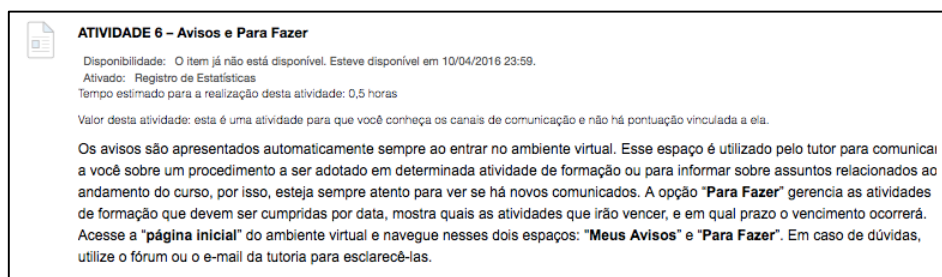 ATIVIDADE 6 – Avisos e Para Fazer
Disponibilidade: O item já não está disponível. Esteve disponível em 10/04/2016 23:59.
Ativado: Registro de Estatísticas
Tempo estimado para a realização desta atividade: 0,5 horas
Valor desta atividade: esta é uma atividade para que você conheça os canais de comunicação e não há pontuação vinculada a ela.
Os avisos são apresentados automaticamente sempre ao entrar no ambiente virtual. Esse espaço é utilizado pelo tutor para comunicar
a você sobre um procedimento a ser adotado em determinada atividade de formação ou para informar sobre assuntos relacionados ao
andamento do curso, por isso, esteja sempre atento para ver se há novos comunicados. A opção “Para Fazer” gerencia as atividades
de formação que devem ser cumpridas por data, mostra quais as atividades que irão vencer, e em qual prazo o vencimento ocorrerá.
Acesse a “página inicial” do ambiente virtual e navegue nesses dois espaços: "Meus Avisos" e “Para Fazer”. Em caso de dúvidas,
utilize o fórum ou o e-mail da tutoria para esclarecê-las.